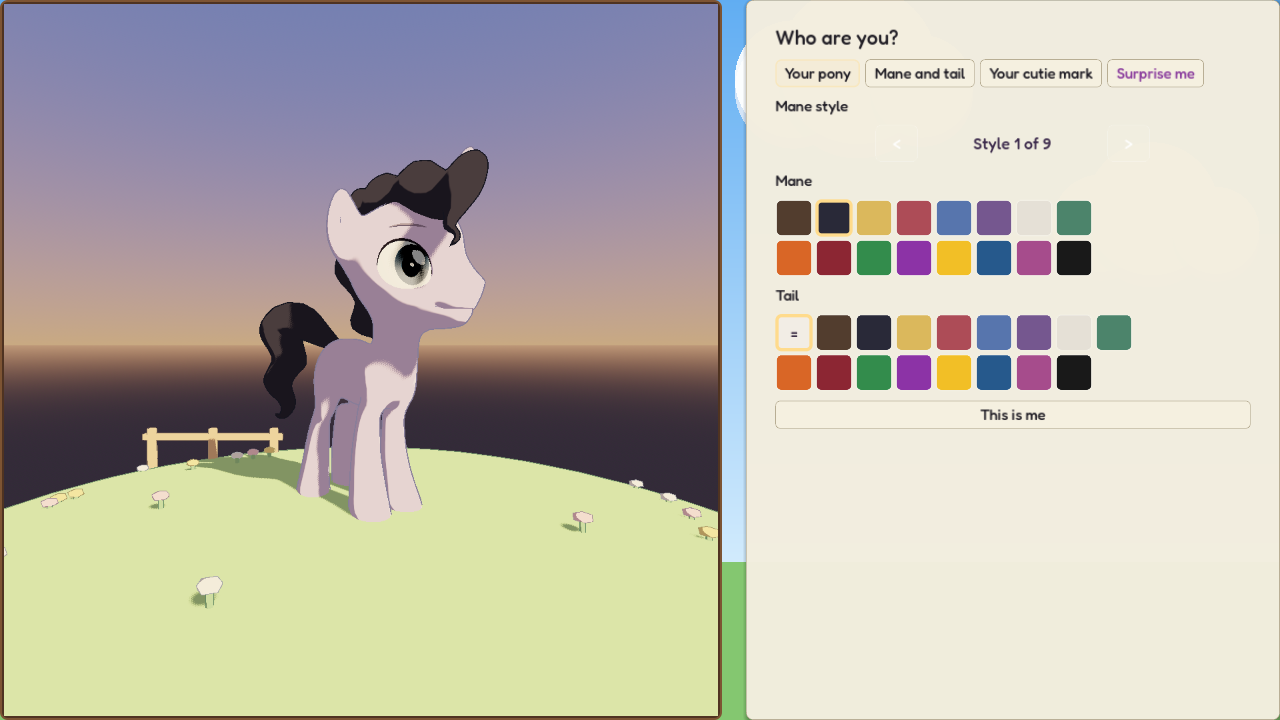 Who are you?
Your pony Mane and tail Your cutie mark Surprise me
Mane style
< Style 1 of 9 >
Mane
Tail
=
This is me